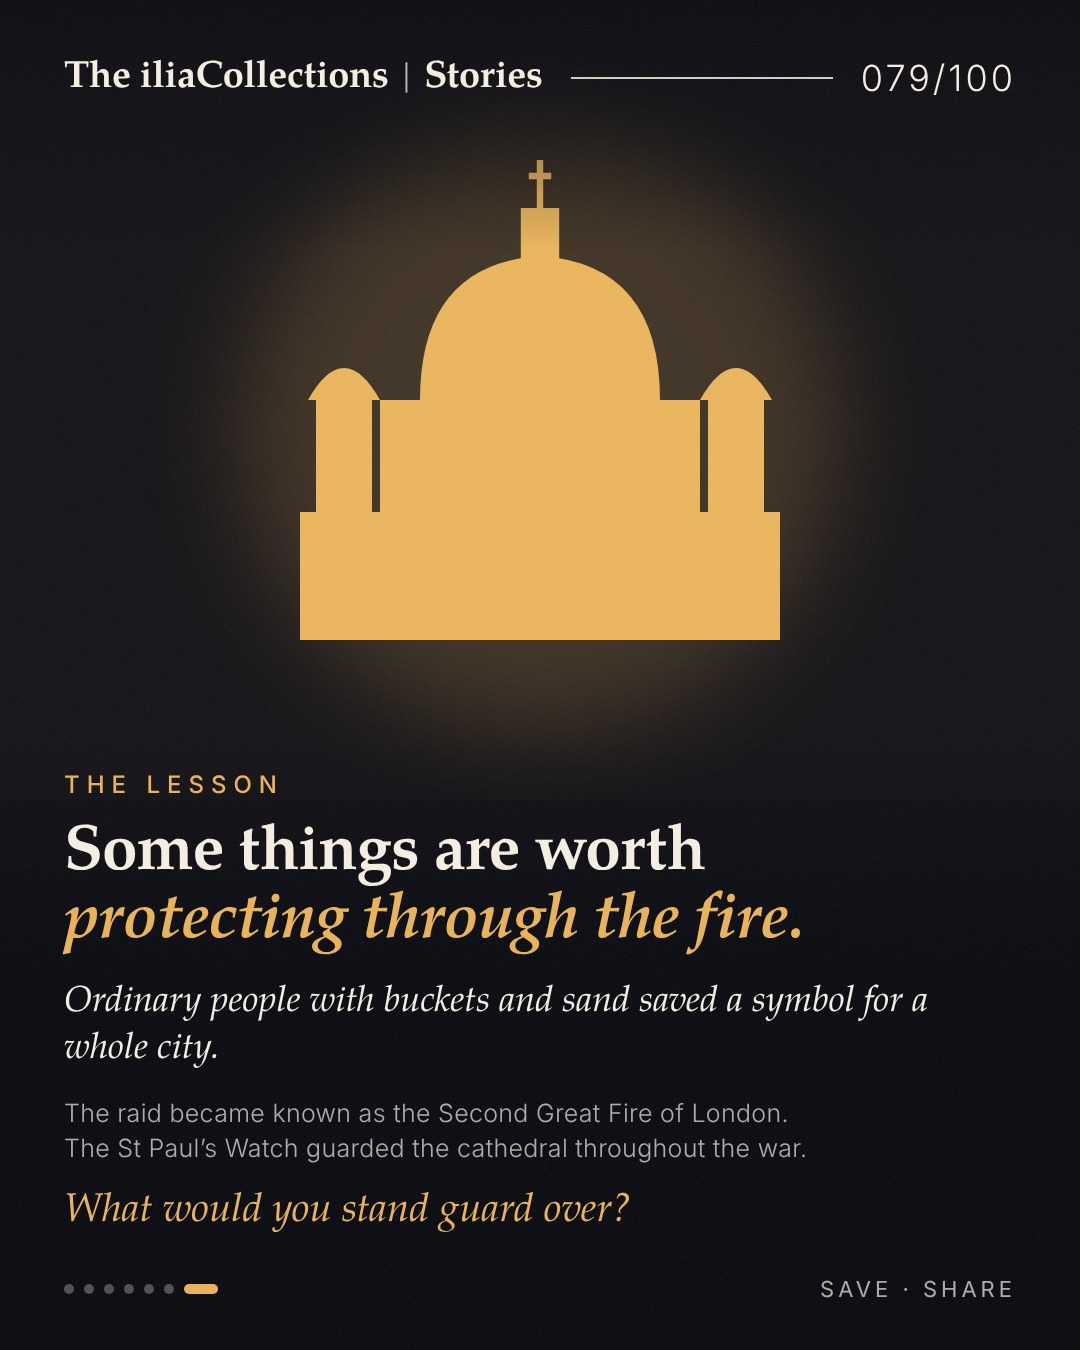 The iliaCollections | Stories 079/100
THE LESSON
Some things are worth
protecting through the fire.
Ordinary people with buckets and sand saved a symbol for a
whole city.
The raid became known as the Second Great Fire of London.
The St Paul’s Watch guarded the cathedral throughout the war.
What would you stand guard over?
SAVE · SHARE